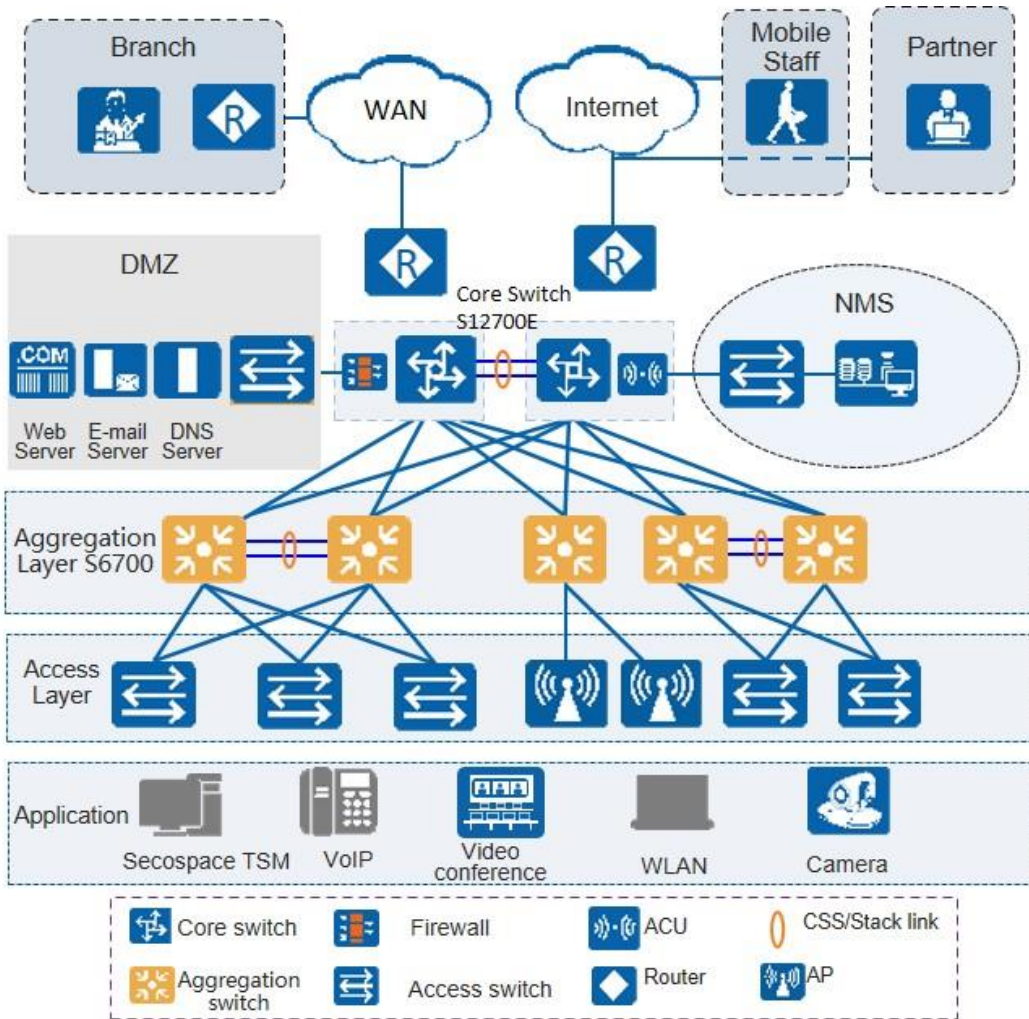 Branch
R
WAN
Internet
Mobile
Staff
Partner
R
R
DMZ
Core Switch
S12700E
NMS
.COM
Web
Server
E-mail
Server
DNS
Server
Aggregation
Layer S6700
Access
Layer
Application
Secospace TSM
VoIP
Video
conference
WLAN
Camera
Core switch
Firewall
ACU
CSS/Stack link
Aggregation
switch
Access switch
Router
AP